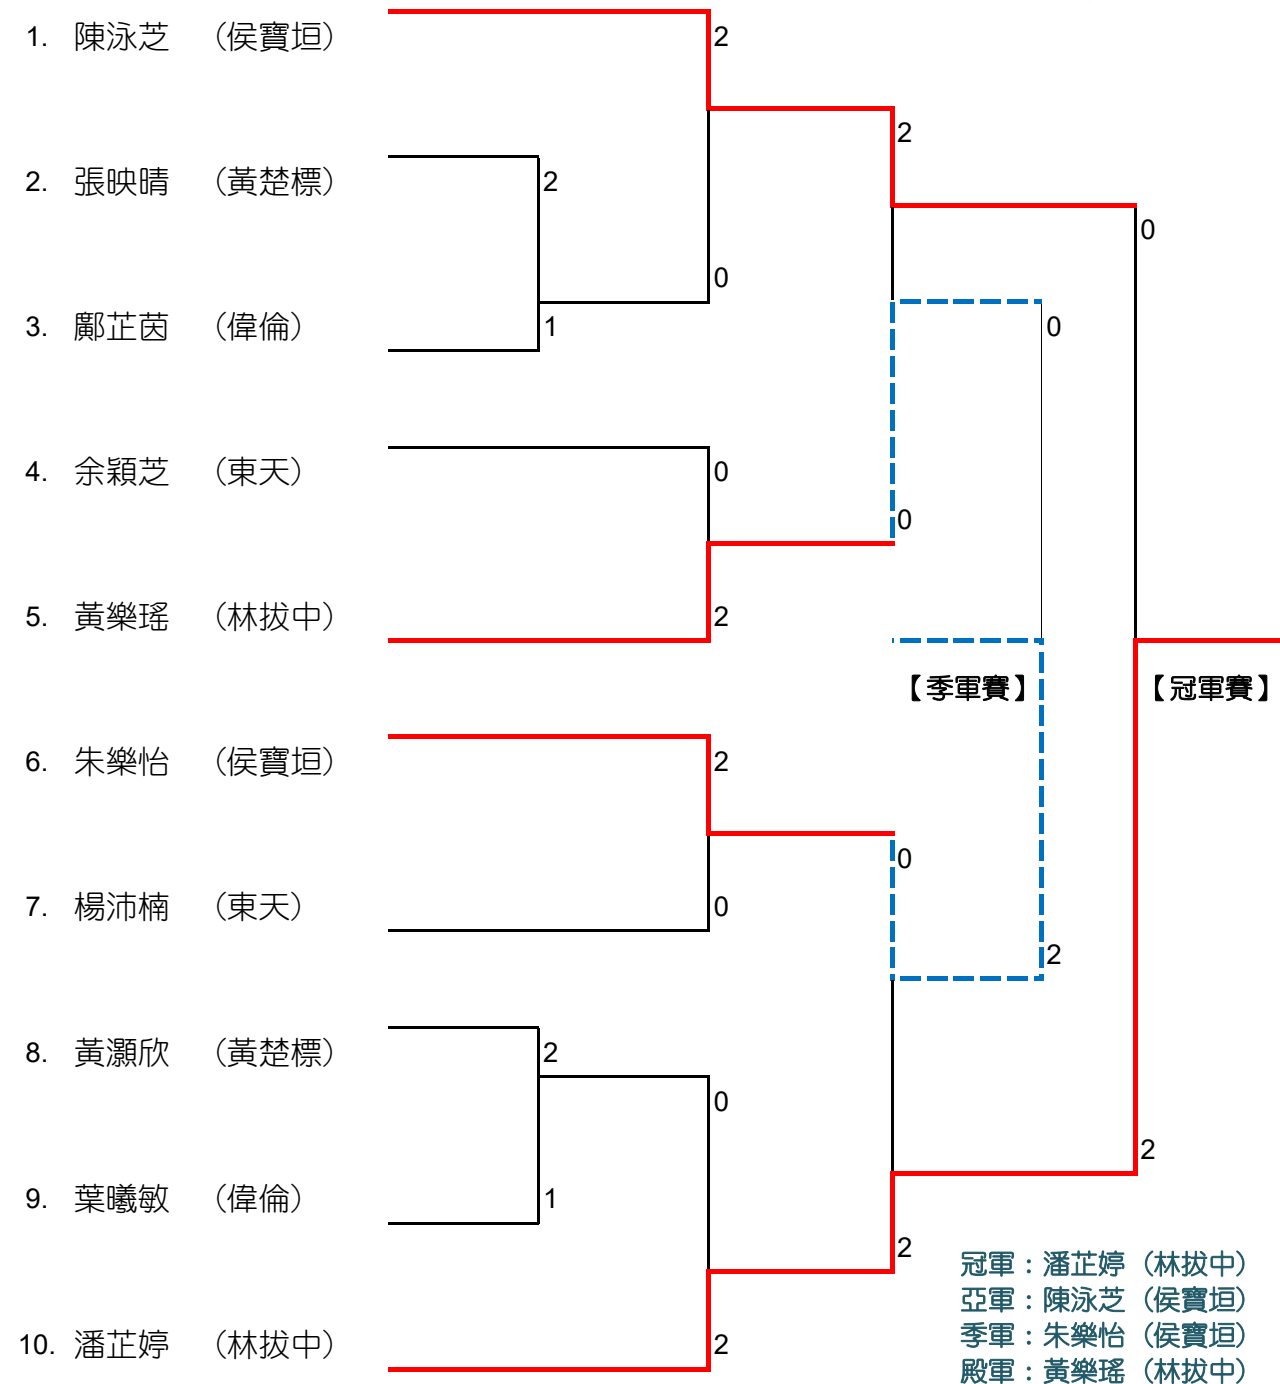 1. 陳泳芝 （侯寶垣）
2
2
2. 張映晴 （黃楚標）
2
0
0
3. 鄺芷茵 （偉倫）
1
0
4. 余穎芝 （東天）
0
0
5. 黃樂瑤 （林拔中）
2
【季軍賽】
【冠軍賽】
6. 朱樂怡 （侯寶垣）
2
0
7. 楊沛楠 （東天）
0
2
8. 黃灝欣 （黃楚標）
2
0
2
9. 葉曦敏 （偉倫）
1
2
冠軍：潘芷婷（林拔中）
亞軍：陳泳芝（侯寶垣）
季軍：朱樂怡（侯寶垣）
10. 潘芷婷 （林拔中）
2
殿軍：黃樂瑤（林拔中）